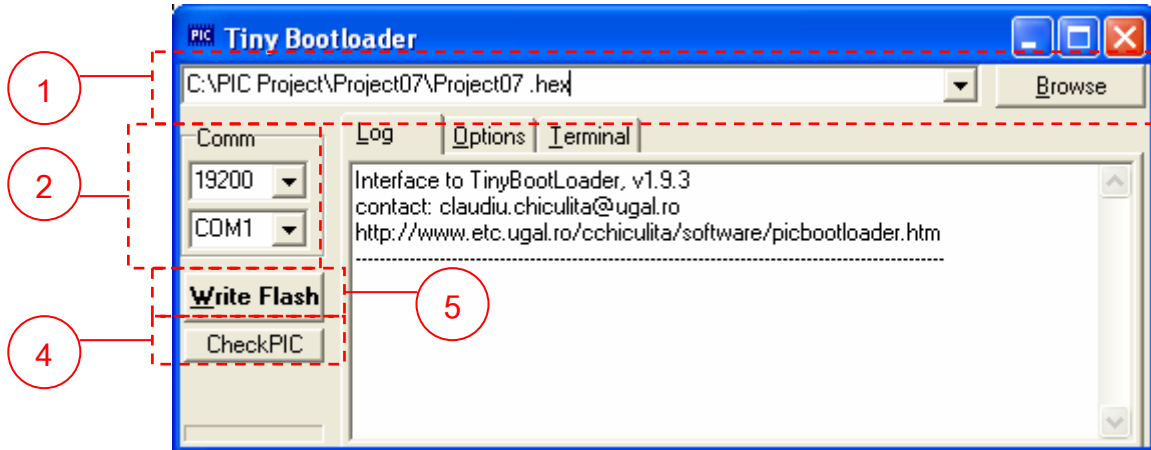 PIC Tiny Bootloader
1
C:\PIC Project\Project07\Project07 .hex
Browse
2
Comm
19200
COM1
Log
Options
Terminal
Interface to TinyBootLoader, v1.9.3
contact: claudiu.chiculita@ugal.ro
http://www.etc.ugal.ro/cchiculita/software/picbootloader.htm
--------------------------------------------------------------------------------------------------
Write Flash
5
4
CheckPIC